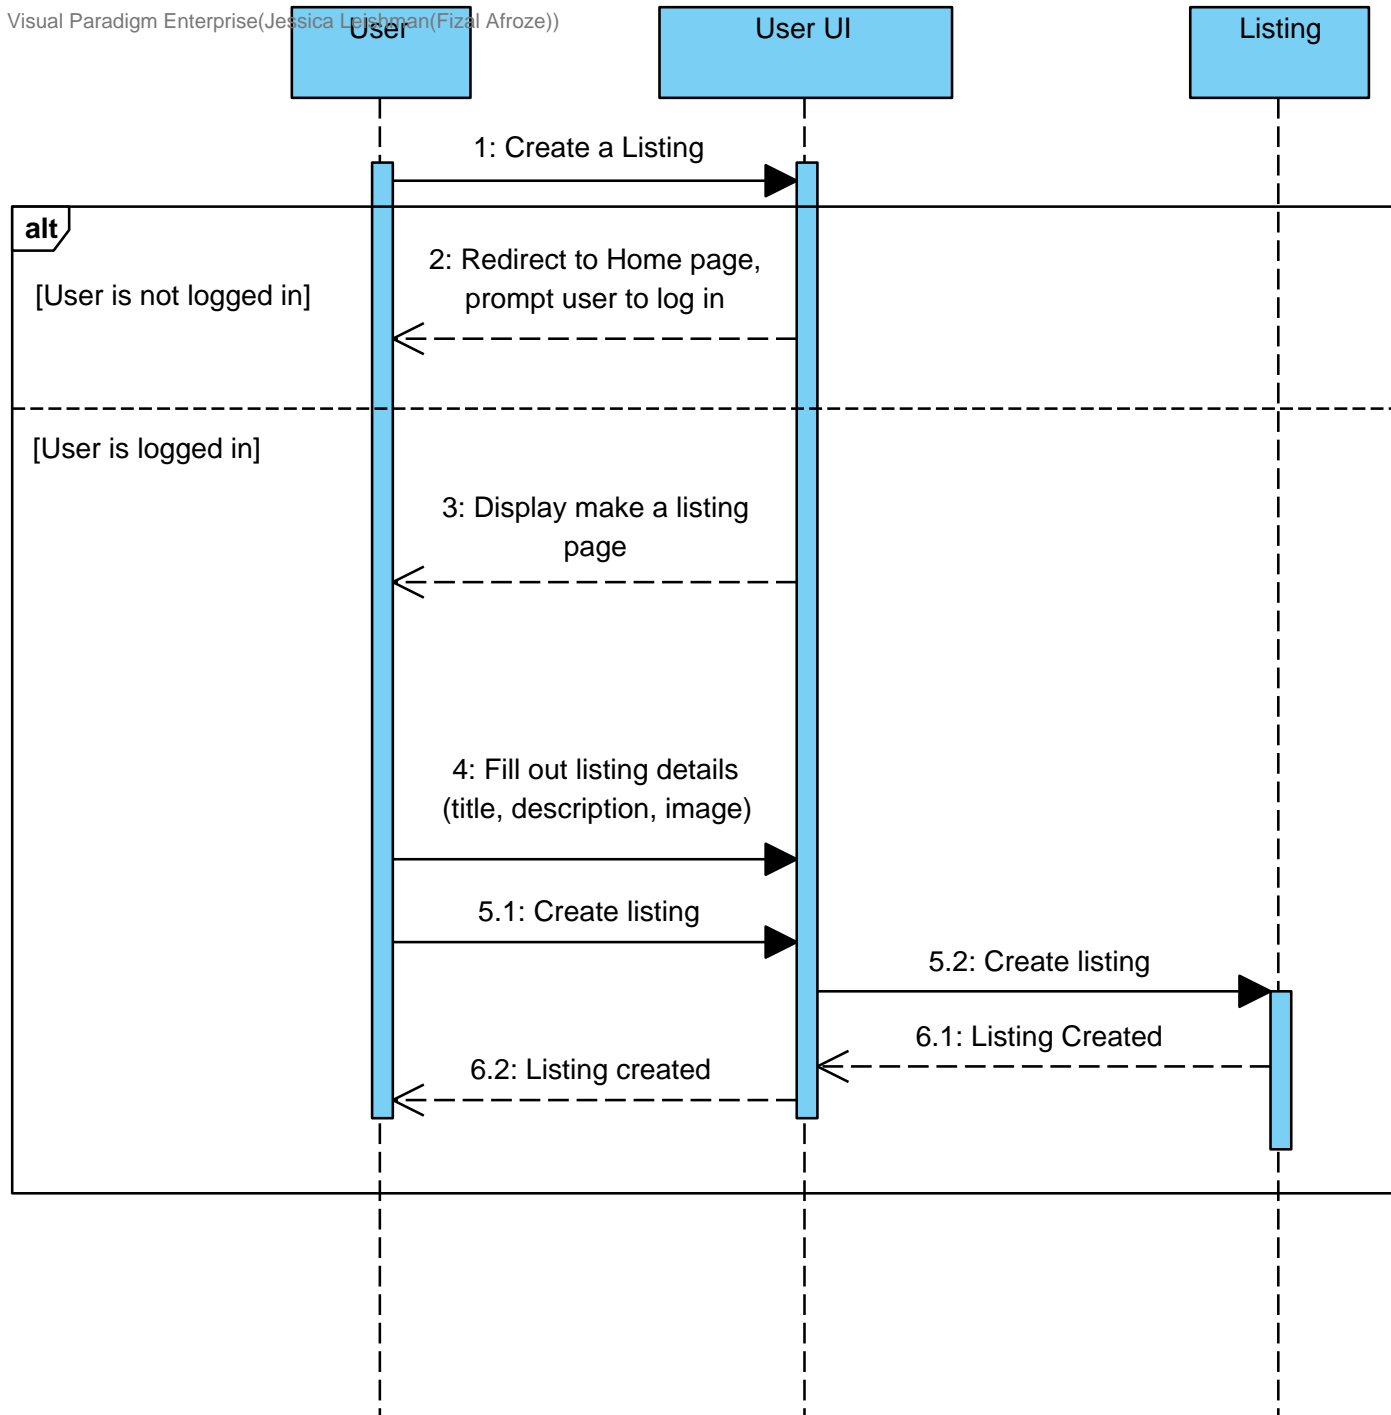 Visual Paradigm Enterprise(Jessica Leishman(Fizal Afroze))
User
User UI
Listing
1: Create a Listing
alt
2: Redirect to Home page,
prompt user to log in
[User is not logged in]
[User is logged in]
3: Display make a listing
page
4: Fill out listing details
(title, description, image)
5.1: Create listing
5.2: Create listing
6.1: Listing Created
6.2: Listing created